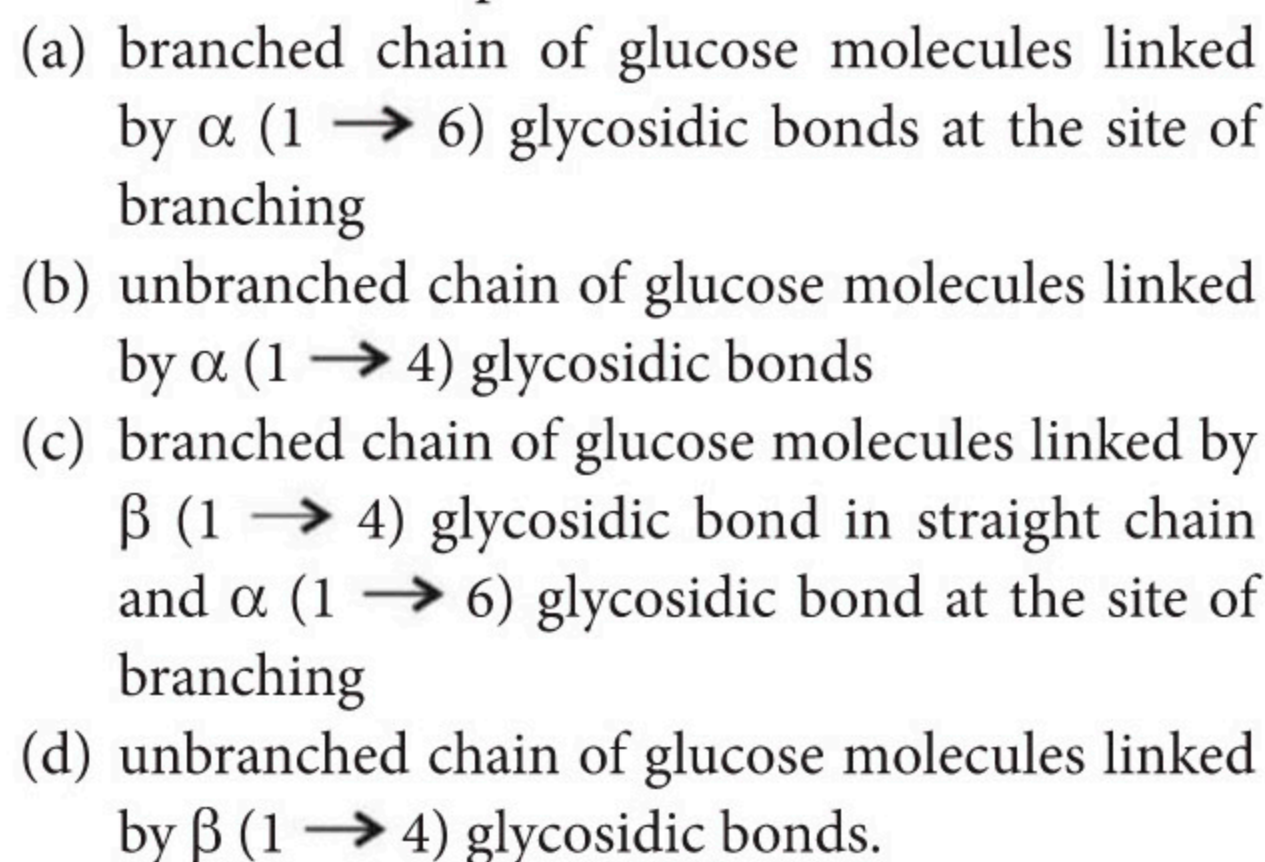 (a) branched chain of glucose molecules linked
by α (1 → 6) glycosidic bonds at the site of
branching
(b) unbranched chain of glucose molecules linked
by α (1 → 4) glycosidic bonds
(c) branched chain of glucose molecules linked by
β (1 → 4) glycosidic bond in straight chain
and α (1 → 6) glycosidic bond at the site of
branching
(d) unbranched chain of glucose molecules linked
by β (1 → 4) glycosidic bonds.